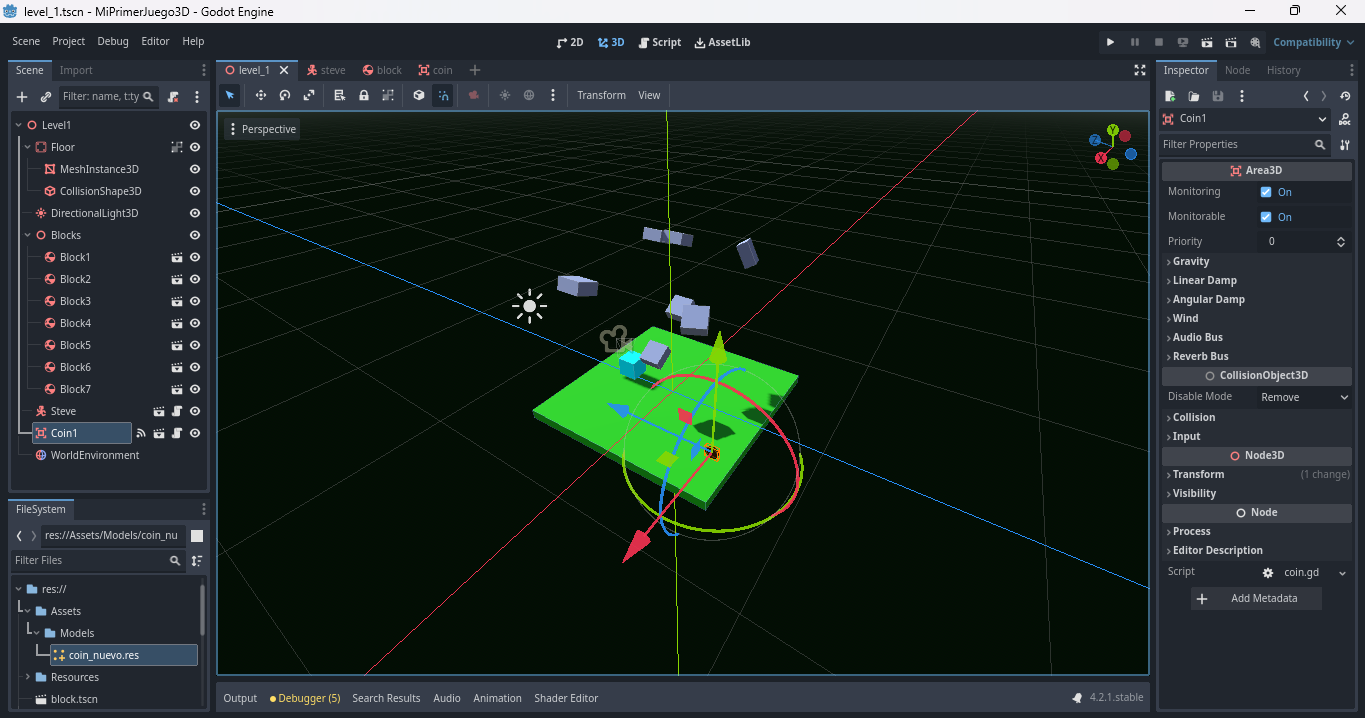 level_1.tscn - MiPrimerJuego3D - Godot Engine
Scene Project Debug Editor Help
2D 3D Script AssetLib
Compatibility
Scene Import
Filter: name, t:ty
Level1
Floor
MeshInstance3D
CollisionShape3D
DirectionalLight3D
Blocks
Block1
Block2
Block3
Block4
Block5
Block6
Block7
Steve
Coin1
WorldEnvironment
FileSystem
res://Assets/Models/coin_nu
Filter Files
res://
Assets
Models
coin_nuevo.res
Resources
block.tscn
level_1 steve block coin
Transform View
Perspective
Y
Z
X
Output Debugger (5) Search Results Audio Animation Shader Editor
4.2.1.stable
Inspector Node History
Coin1
Filter Properties
Area3D
Monitoring On
Monitorable On
Priority 0
Gravity
Linear Damp
Angular Damp
Wind
Audio Bus
Reverb Bus
CollisionObject3D
Disable Mode Remove
Collision
Input
Node3D
Transform (1 change)
Visibility
Node
Process
Editor Description
Script coin.gd
Add Metadata